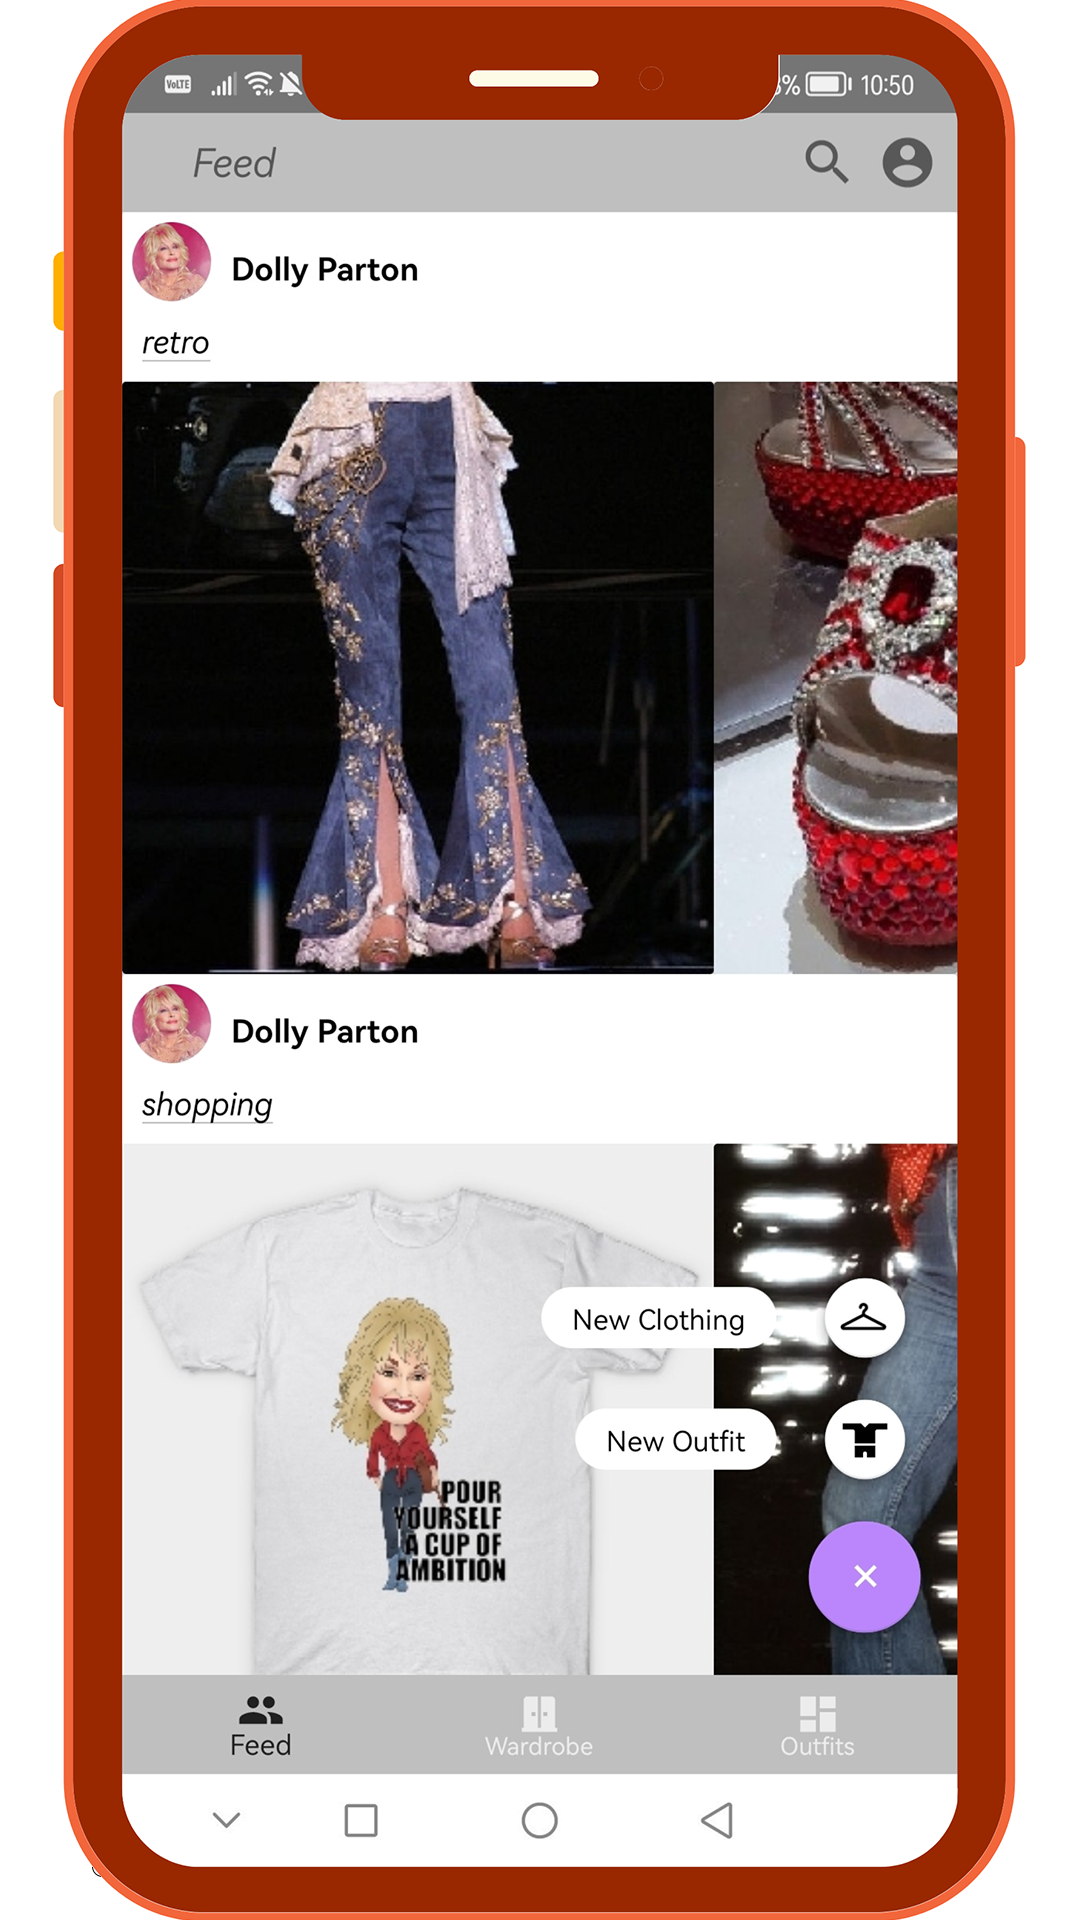 VoLTE
% 10:50
Feed
Dolly Parton
retro
Dolly Parton
shopping
New Clothing
New Outfit
POUR
YOURSELF
A CUP OF
AMBITION
Feed Wardrobe Outfits